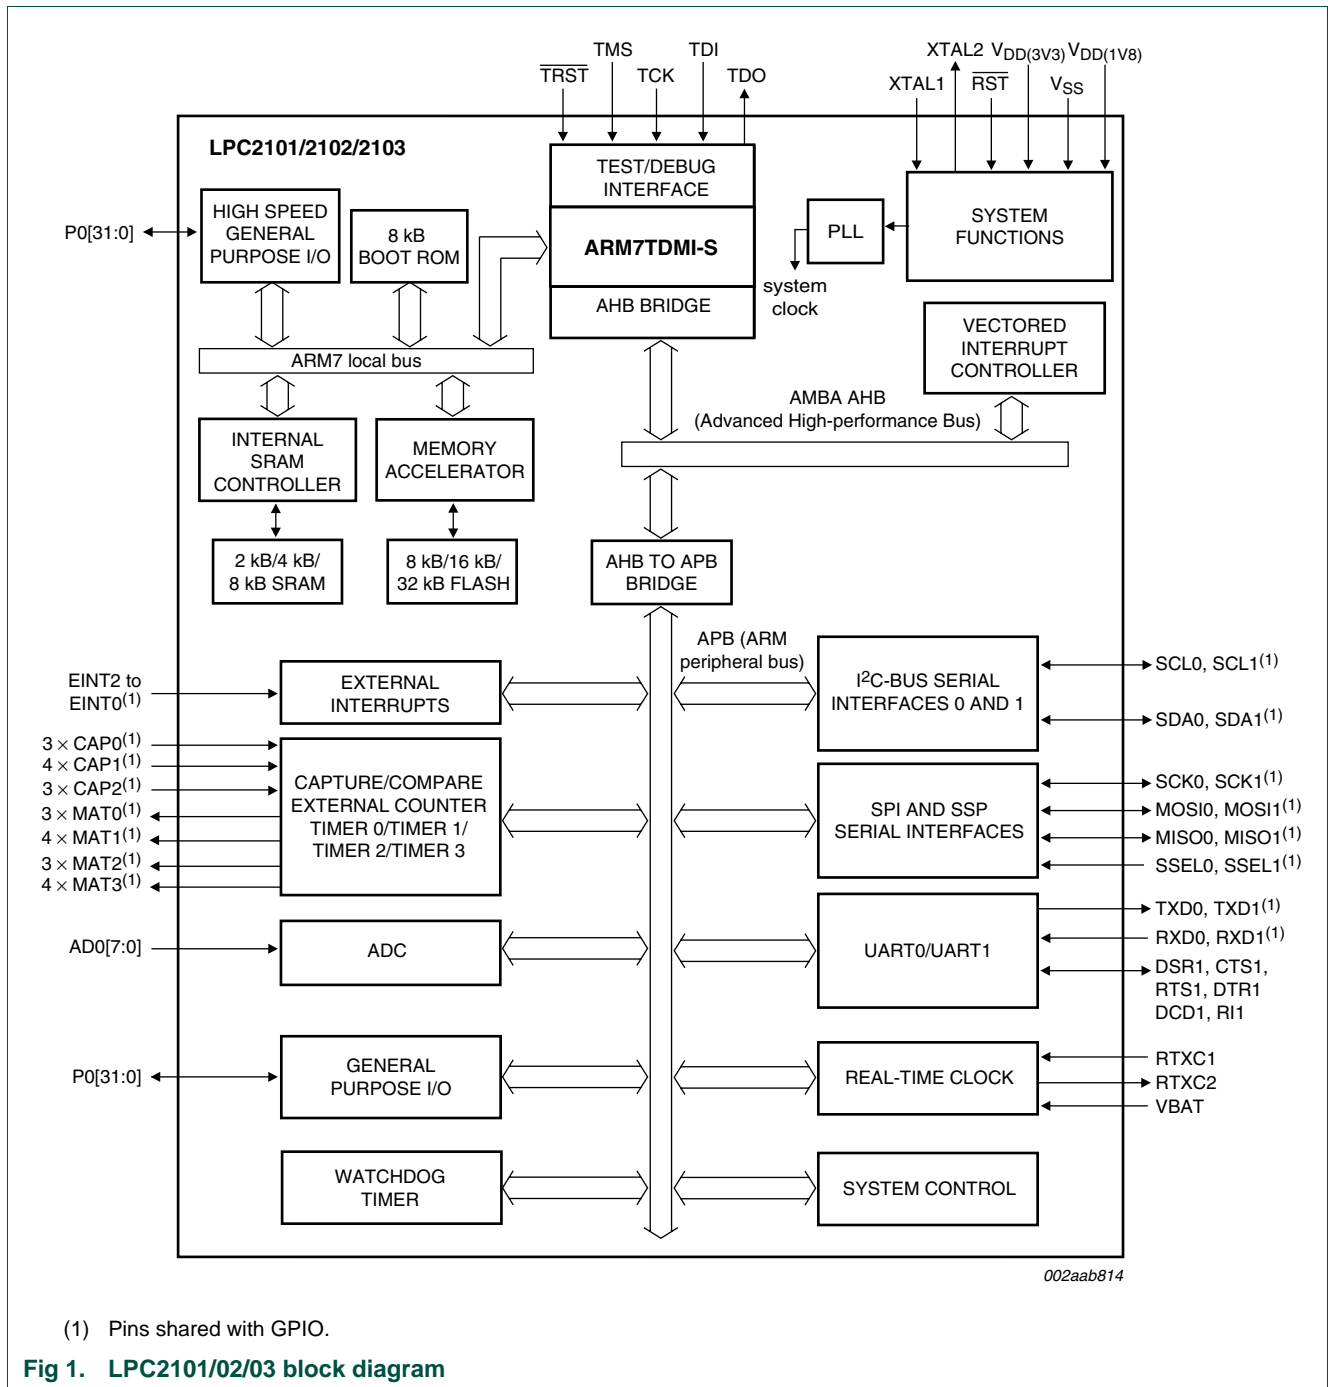 TMS
TDI
XTAL2 VDD(3V3) VDD(1V8)
TRST
TCK
TDO
XTAL1
RST
VSS
LPC2101/2102/2103
TEST/DEBUG
INTERFACE
ARM7TDMI-S
AHB BRIDGE
P0[31:0]
HIGH SPEED
GENERAL
PURPOSE I/O
8 kB
BOOT ROM
PLL
system
clock
SYSTEM
FUNCTIONS
VECTORED
INTERRUPT
CONTROLLER
ARM7 local bus
AMBA AHB
(Advanced High-performance Bus)
INTERNAL
SRAM
CONTROLLER
MEMORY
ACCELERATOR
2 kB/4 kB/
8 kB SRAM
8 kB/16 kB/
32 kB FLASH
AHB TO APB
BRIDGE
APB (ARM
peripheral bus)
EINT2 to
EINT0(1)
EXTERNAL
INTERRUPTS
I2C-BUS SERIAL
INTERFACES 0 AND 1
SCL0, SCL1(1)
SDA0, SDA1(1)
3 × CAP0(1)
4 × CAP1(1)
3 × CAP2(1)
3 × MAT0(1)
4 × MAT1(1)
3 × MAT2(1)
4 × MAT3(1)
CAPTURE/COMPARE
EXTERNAL COUNTER
TIMER 0/TIMER 1/
TIMER 2/TIMER 3
SPI AND SSP
SERIAL INTERFACES
SCK0, SCK1(1)
MOSI0, MOSI1(1)
MISO0, MISO1(1)
SSEL0, SSEL1(1)
AD0[7:0]
ADC
UART0/UART1
TXD0, TXD1(1)
RXD0, RXD1(1)
DSR1, CTS1,
RTS1, DTR1
DCD1, RI1
P0[31:0]
GENERAL
PURPOSE I/O
REAL-TIME CLOCK
RTXC1
RTXC2
VBAT
WATCHDOG
TIMER
SYSTEM CONTROL
002aab814
(1) Pins shared with GPIO.
Fig 1. LPC2101/02/03 block diagram